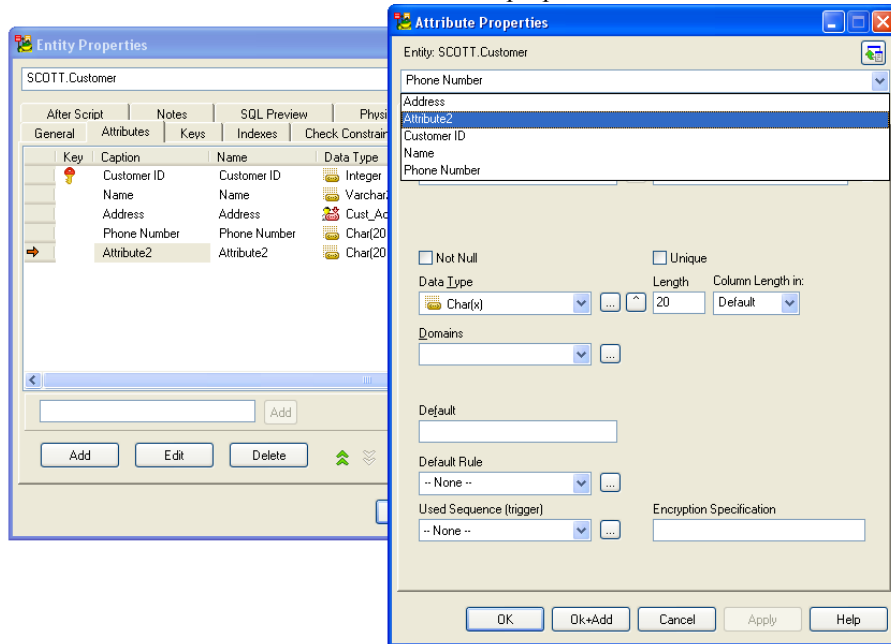 Attribute Properties
Entity Properties
Entity: SCOTT.Customer
SCOTT.Customer
Phone Number
Address
After Script Notes SQL Preview
Attribute2
General Attributes Keys Indexes Check
Customer ID
Name
Phone Number
Key Caption Name Data Type
Customer ID Customer ID Integer
Name Name
Address Address
Phone Number Phone Number Char(20
Attribute2 Attribute2 Char(20
Not Null Unique
Data Type Length Column Length in:
Char(x) ... ^ 20 Default
Domains
...
Add
Default
Add Edit Delete
Default Rule
-- None -- ...
Used Sequence (trigger) Encryption Specification
-- None -- ...
OK Ok+Add Cancel Apply Help